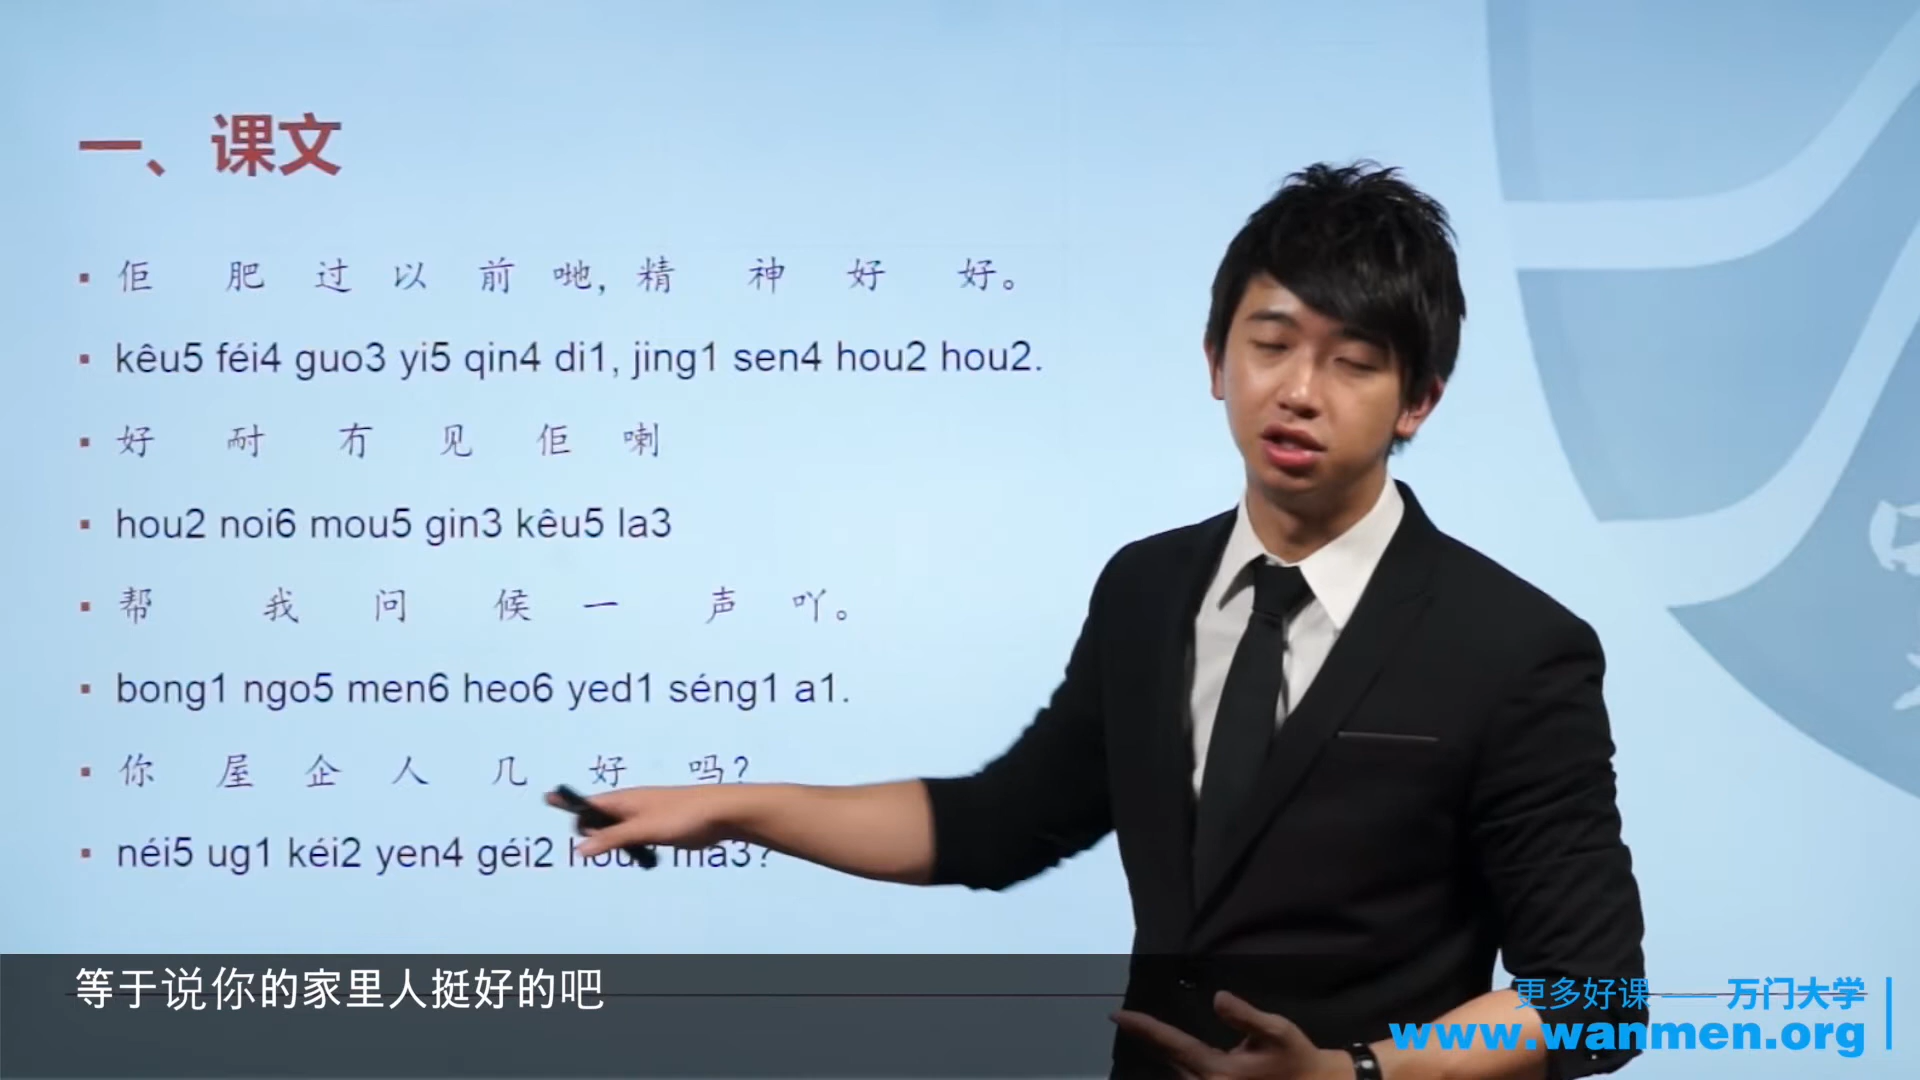 一、课文
佢 肥 过 以 前 哋, 精 神 好 好。
kêu5 féi4 guo3 yi5 qin4 di1, jing1 sen4 hou2 hou2.
好 耐 冇 见 佢 喇
hou2 noi6 mou5 gin3 kêu5 la3
帮 我 问 候 一 声 吖。
bong1 ngo5 men6 heo6 yed1 séng1 a1.
你 屋 企 人 几 好 吗?
néi5 ug1 kéi2 yen4 géi2 ma3?
等于说你的家里人挺好的吧
更多好课 —— 万门大学
www.wanmen.org